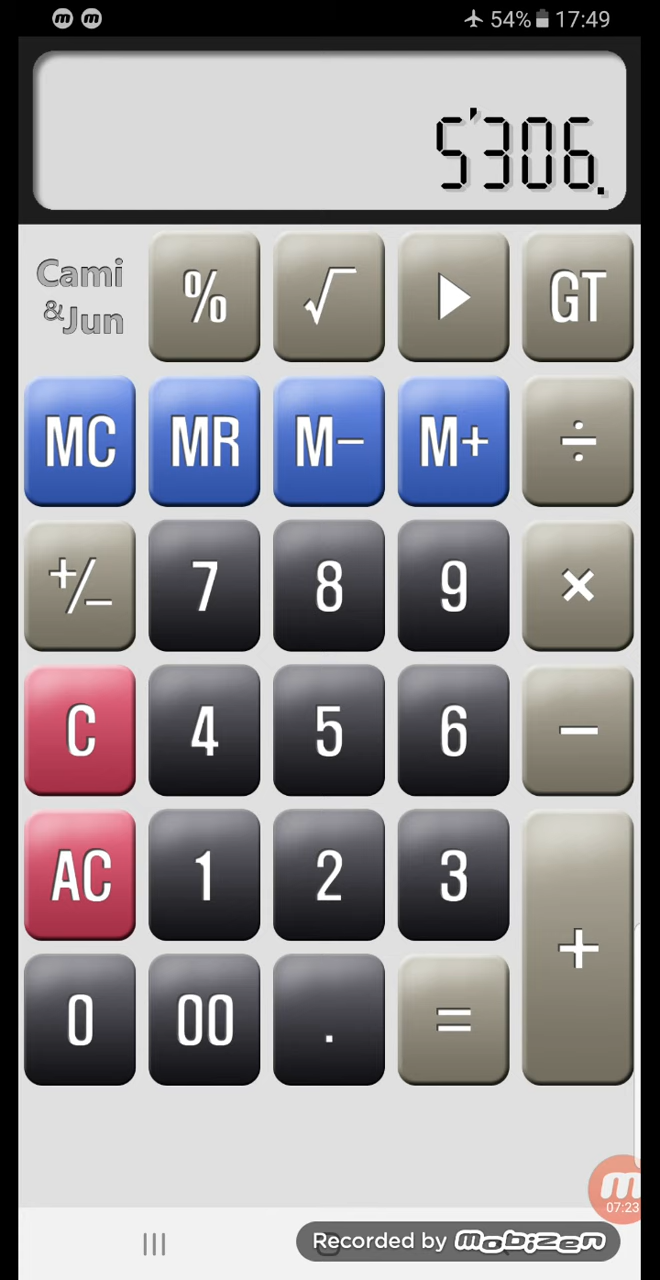 54% 17:49
5'306.
Cami
&Jun
% √ ▶ GT
MC MR M− M+ ÷
+/− 7 8 9 ×
C 4 5 6 −
AC 1 2 3
+
0 00 . =
m
07:23
Recorded by mobizen